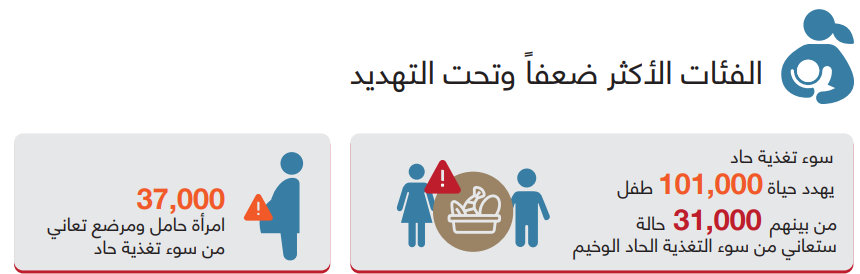 الفئات الأكثر ضعفاً وتحت التهديد
سوء تغذية حاد
يهدد حياة 101,000 طفل
من بينهم 31,000 حالة
ستعاني من سوء التغذية الحاد الوخيم
37,000
امرأة حامل ومرضع تعاني
من سوء تغذية حاد